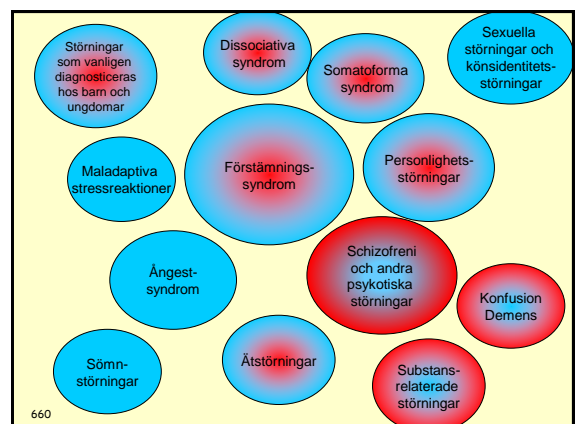 Störningar
som vanligen
diagnosticeras
hos barn och
ungdomar
Dissociativa
syndrom
Somatoforma
syndrom
Sexuella
störningar och
könsidentitets-
störningar
Maladaptiva
stressreaktioner
Förstämnings-
syndrom
Personlighets-
störningar
Ångest-
syndrom
Schizofreni
och andra
psykotiska
störningar
Konfusion
Demens
Sömn-
störningar
Ätstörningar
Substans-
relaterade
störningar
660